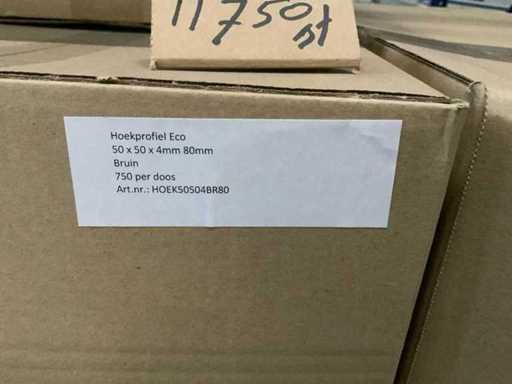 11750 st
Hoekprofiel Eco
50 x 50 x 4mm 80mm
Bruin
750 per doos
Art.nr.: HOEK50504BR80